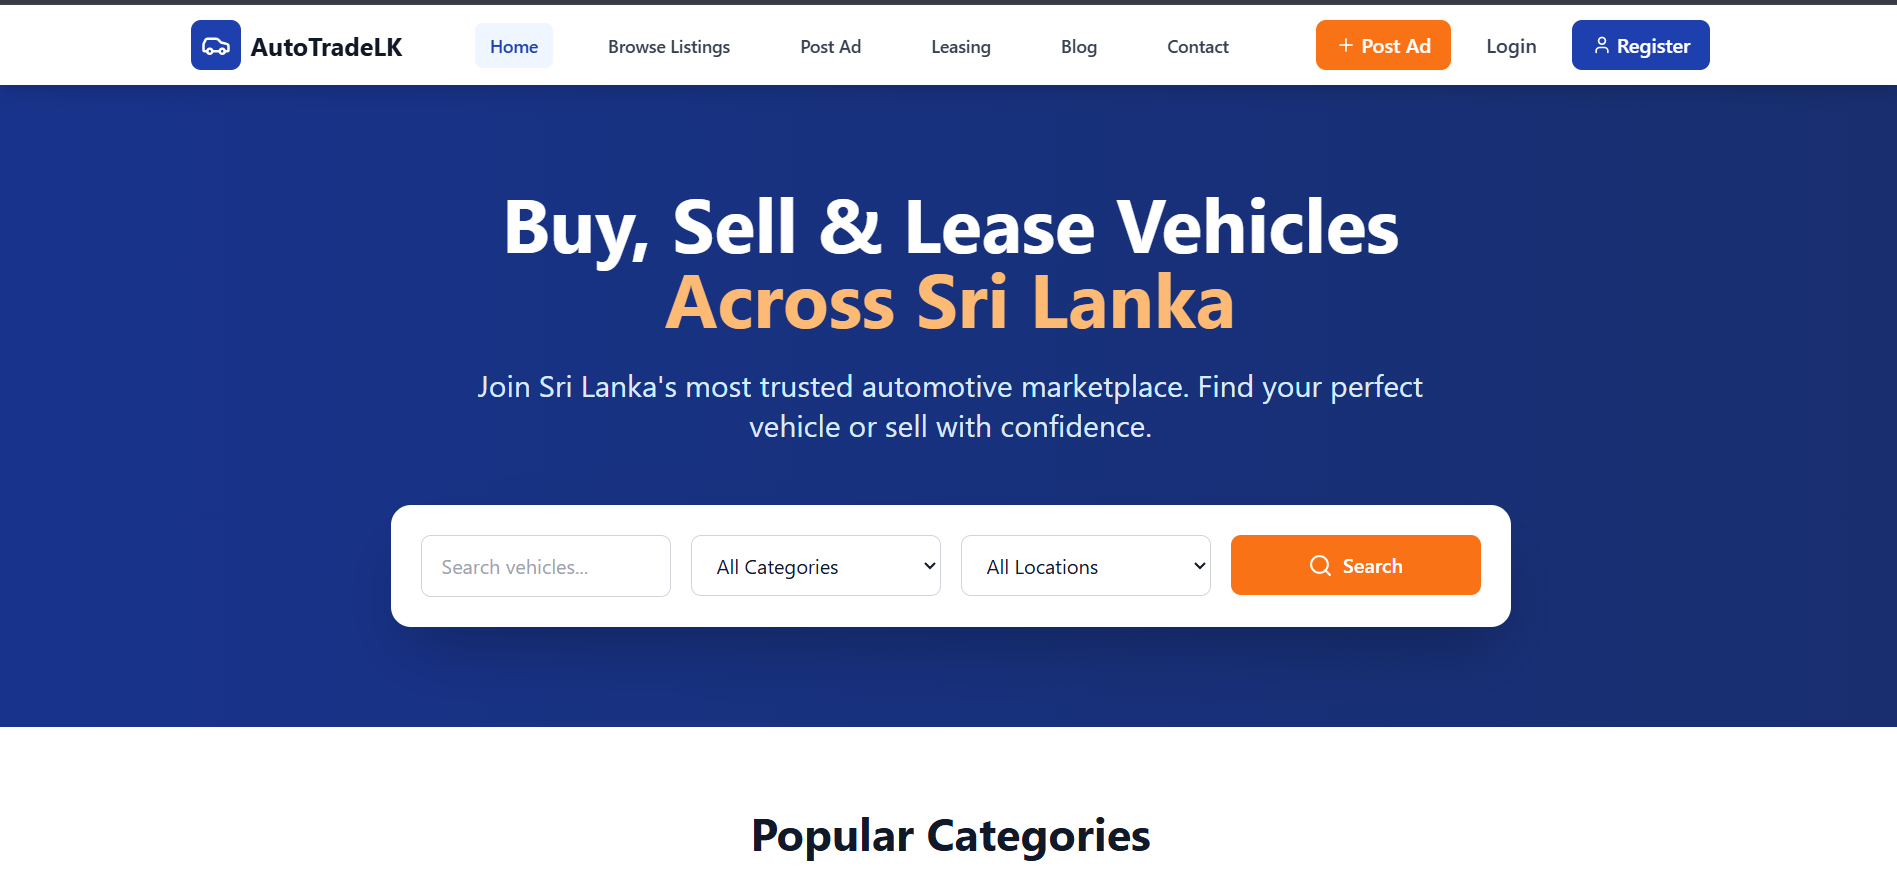 AutoTradeLK
Home
Browse Listings
Post Ad
Leasing
Blog
Contact
+ Post Ad
Login
Register
Buy, Sell & Lease Vehicles
Across Sri Lanka
Join Sri Lanka's most trusted automotive marketplace. Find your perfect
vehicle or sell with confidence.
Search vehicles...
All Categories
All Locations
Search
Popular Categories